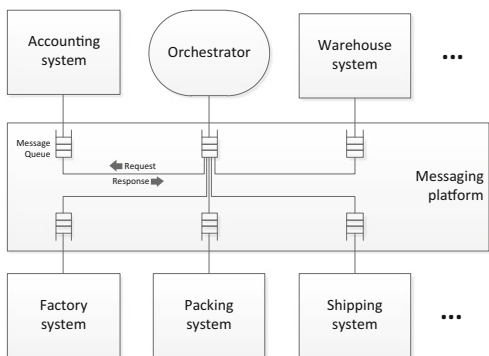 Accounting
system
Orchestrator
Warehouse
system
...
Message
Queue
Request
Response
Messaging
platform
Factory
system
Packing
system
Shipping
system
...